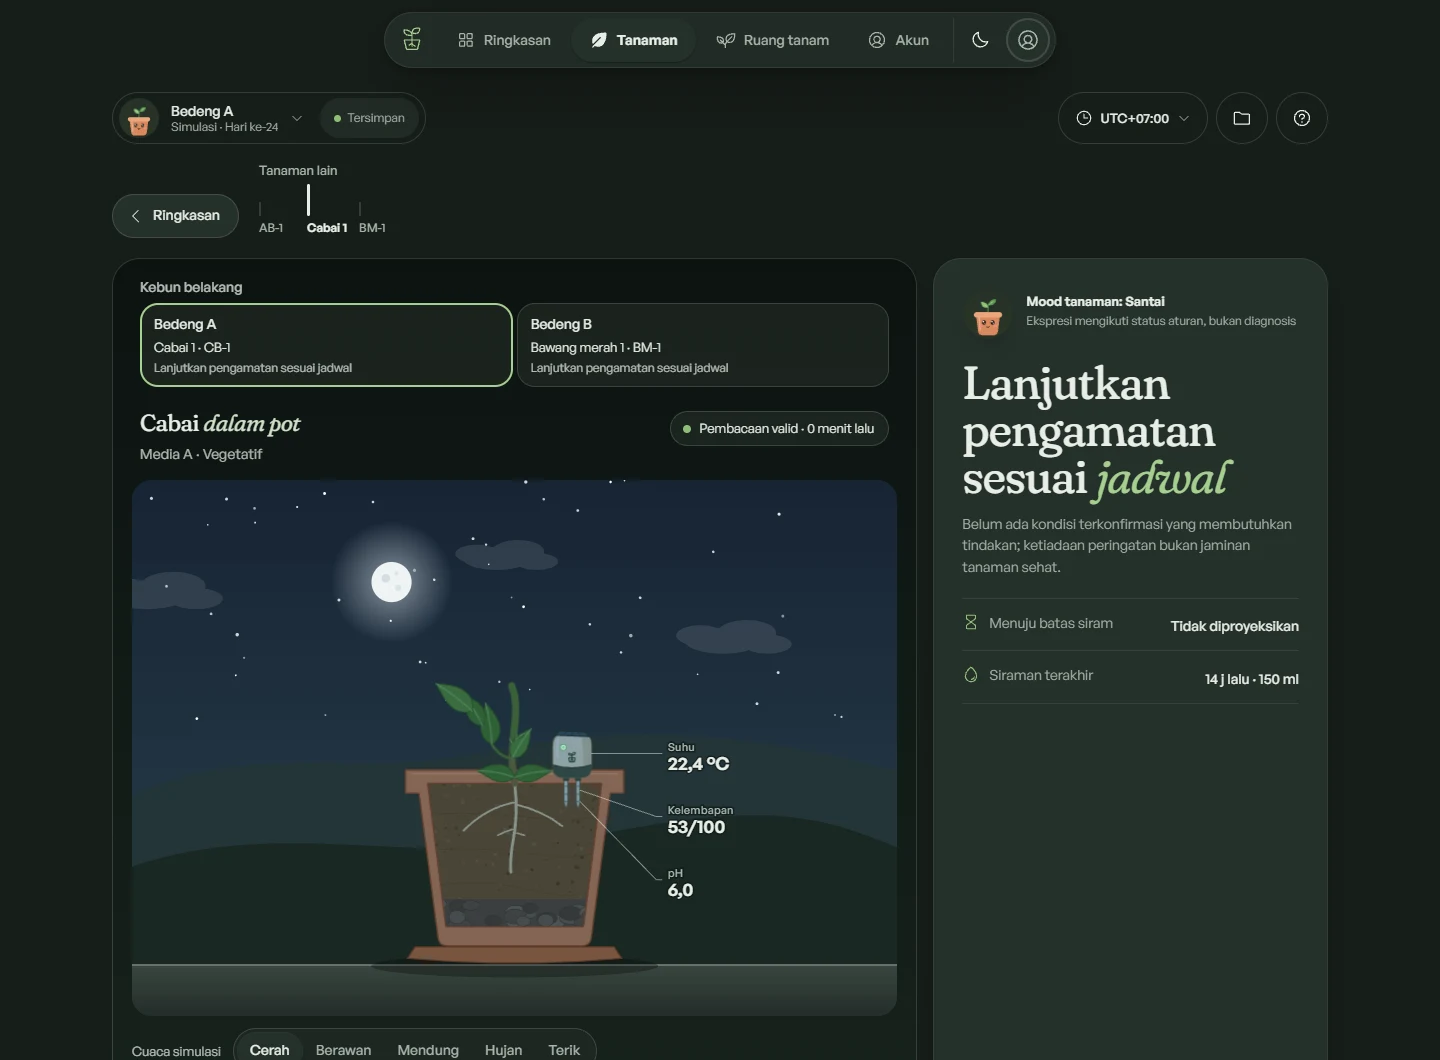 Ringkasan
Tanaman
Ruang tanam
Akun
Bedeng A
Simulasi · Hari ke-24
Tersimpan
UTC+07:00
Tanaman lain
Ringkasan
AB-1
Cabai 1
BM-1
Kebun belakang
Bedeng A
Cabai 1 · CB-1
Lanjutkan pengamatan sesuai jadwal
Bedeng B
Bawang merah 1 · BM-1
Lanjutkan pengamatan sesuai jadwal
Cabai dalam pot
Media A · Vegetatif
Pembacaan valid · 0 menit lalu
Suhu
22,4 °C
Kelembapan
53/100
pH
6,0
Cuaca simulasi
Cerah
Berawan
Mendung
Hujan
Terik
Mood tanaman: Santai
Ekspresi mengikuti status aturan, bukan diagnosis
Lanjutkan
pengamatan
sesuai jadwal
Belum ada kondisi terkonfirmasi yang membutuhkan
tindakan; ketiadaan peringatan bukan jaminan
tanaman sehat.
Menuju batas siram
Tidak diproyeksikan
Siraman terakhir
14 j lalu · 150 ml